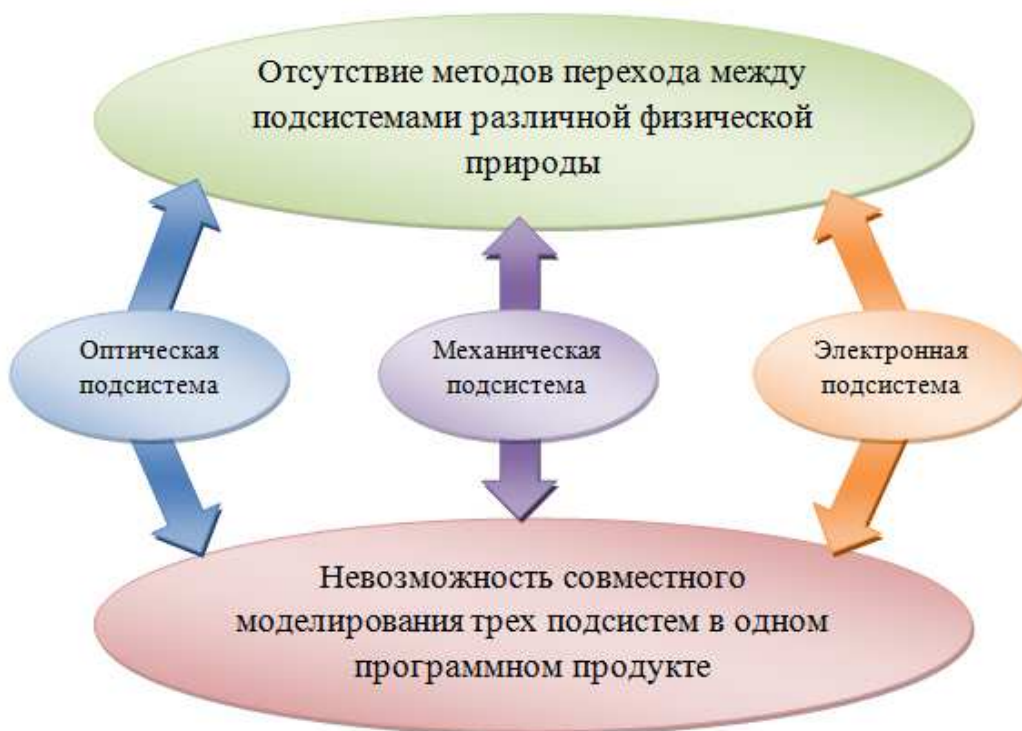 Отсутствие методов перехода между
подсистемами различной физической
природы
Оптическая
подсистема
Механическая
подсистема
Электронная
подсистема
Невозможность совместного
моделирования трех подсистем в одном
программном продукте